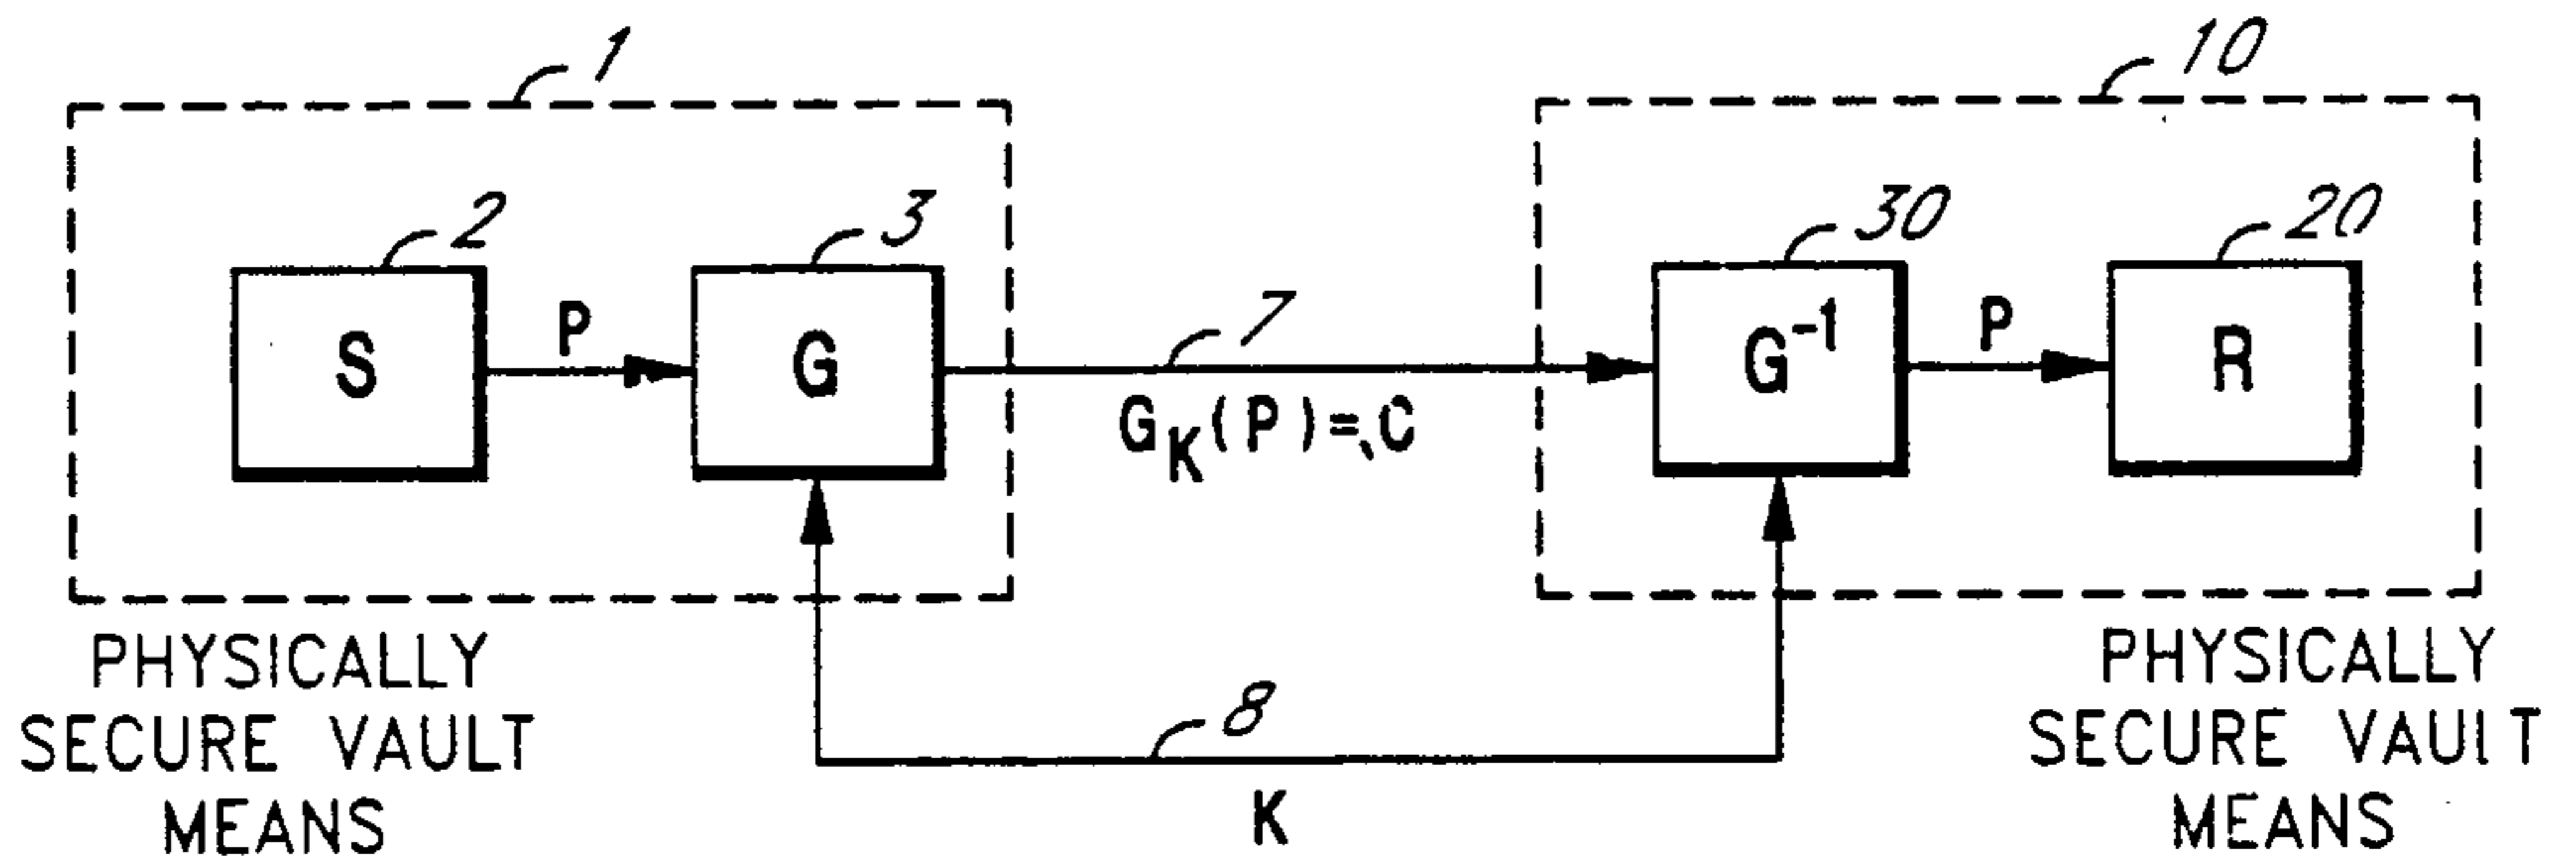 1
10
2
3
30
20
S
P
G
7
G⁻¹
P
R
G_K(P)=C
PHYSICALLY
SECURE VAULT
MEANS
8
K
PHYSICALLY
SECURE VAULT
MEANS